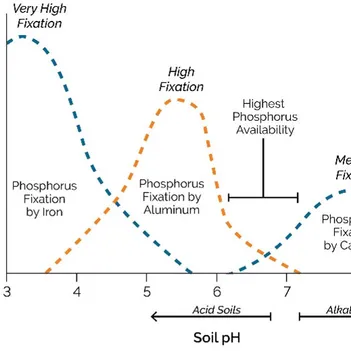 Very High
Fixation
High
Fixation
Highest
Phosphorus
Availability
Phosphorus
Fixation
by Iron
Phosphorus
Fixation by
Aluminum
3 4 5 6 7
Acid Soils
Soil pH